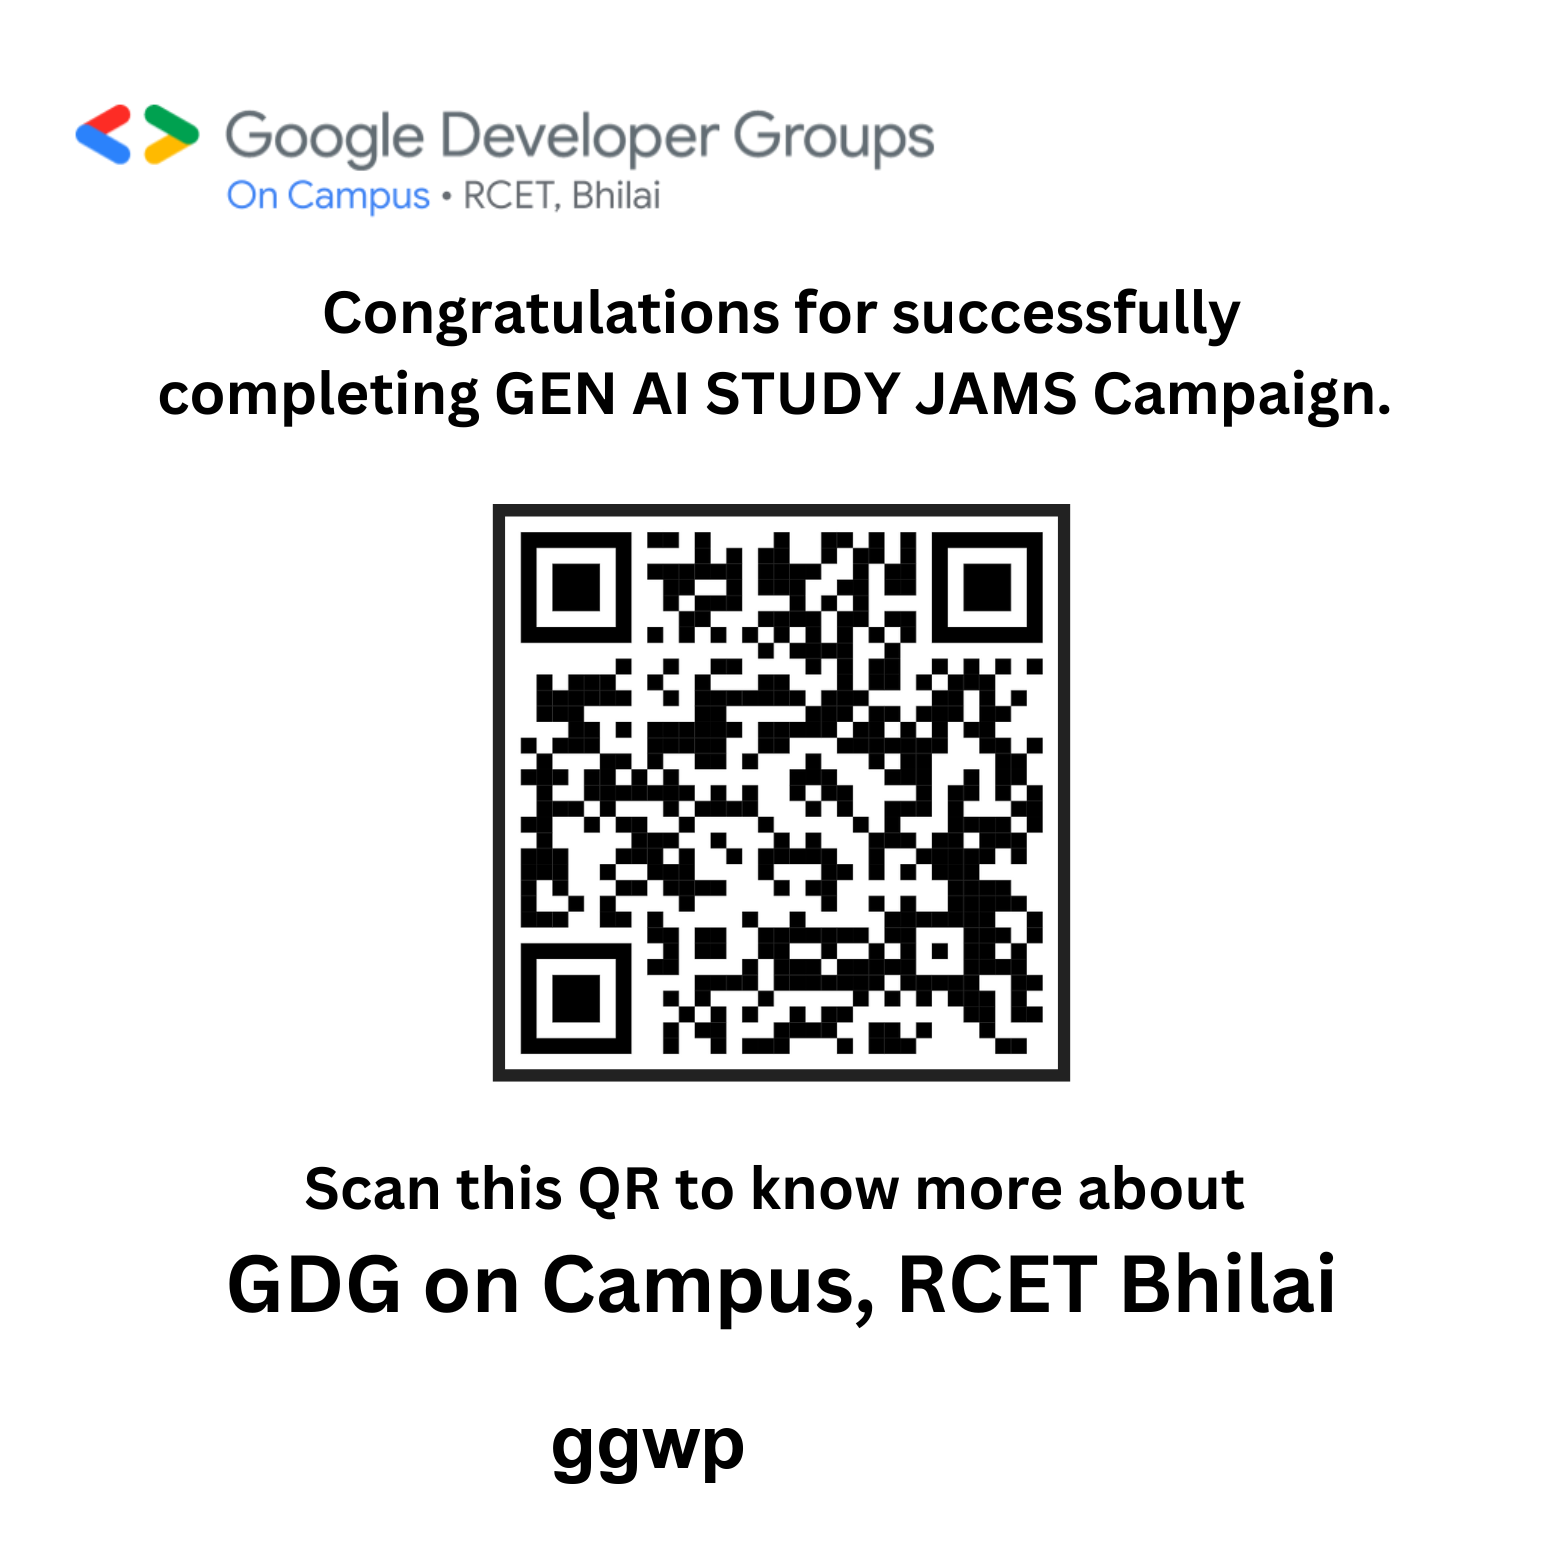 Google Developer Groups
On Campus • RCET, Bhilai
Congratulations for successfully
completing GEN AI STUDY JAMS Campaign.
Scan this QR to know more about
GDG on Campus, RCET Bhilai
ggwp